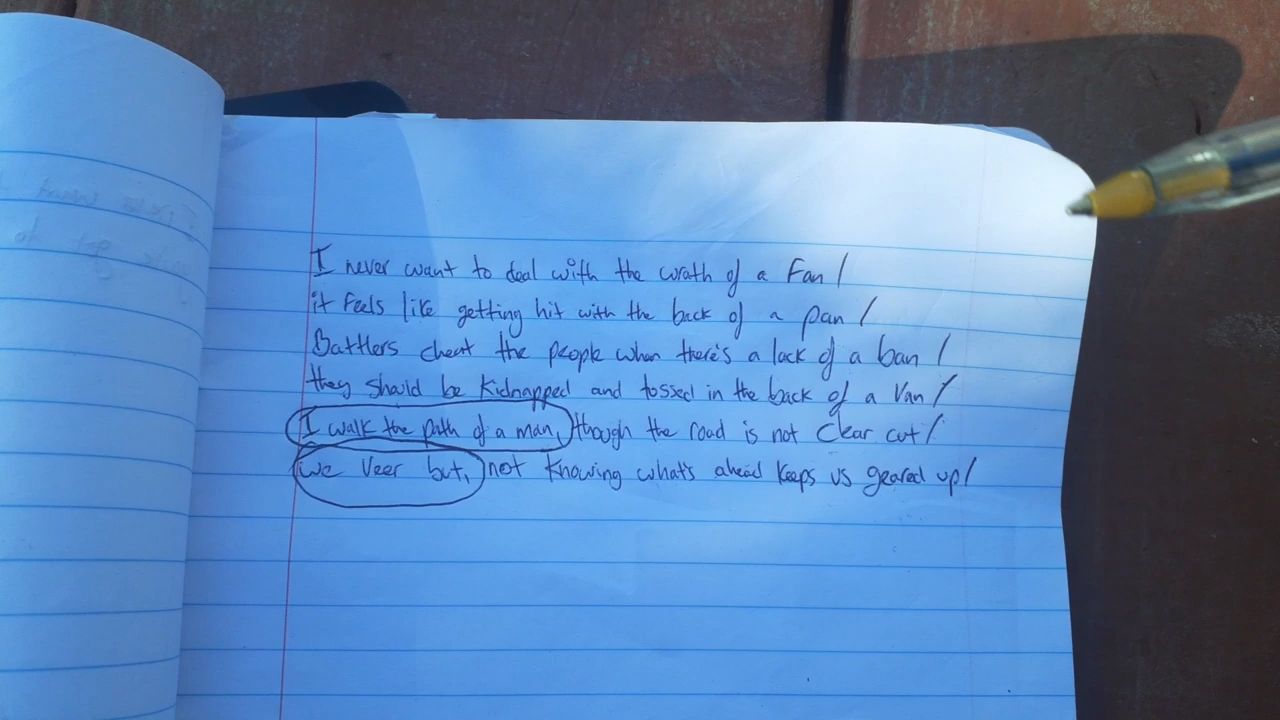 I never want to deal with the wrath of a Fan /
it Feels like getting hit with the back of a pan /
Battlers cheat the people when there's a lack of a ban /
they should be kidnapped and tossed in the back of a Van /
I walk the path of a man, though the road is not clear cut /
we veer but, not knowing what's ahead keeps us geared up /